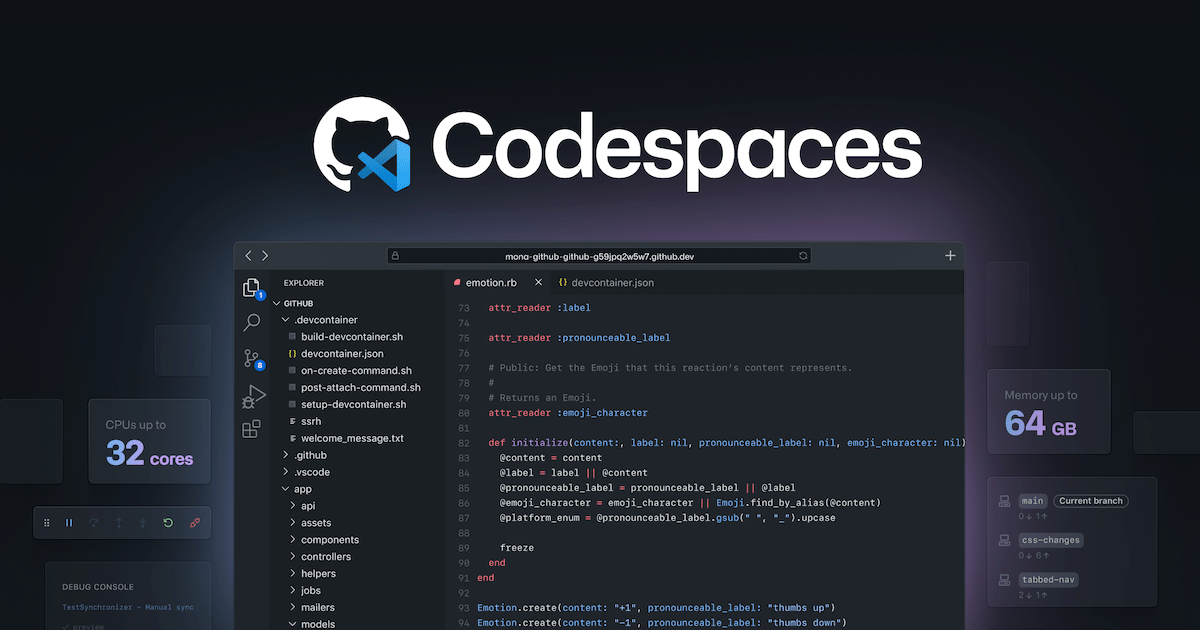 Codespaces
mona-github-github-g59jpq2w5w7.github.dev
EXPLORER
GITHUB
.devcontainer
build-devcontainer.sh
{} devcontainer.json
on-create-command.sh
post-attach-command.sh
setup-devcontainer.sh
ssrh
welcome_message.txt
.github
.vscode
app
api
assets
components
controllers
helpers
jobs
mailers
models
1
8
emotion.rb
{} devcontainer.json
73 attr_reader :label
74
75 attr_reader :pronounceable_label
76
77 # Public: Get the Emoji that this reaction's content represents.
78 #
79 # Returns an Emoji.
80 attr_reader :emoji_character
81
82 def initialize(content:, label: nil, pronounceable_label: nil, emoji_character: nil)
83 @content = content
84 @label = label || @content
85 @pronounceable_label = pronounceable_label || @label
86 @emoji_character = emoji_character || Emoji.find_by_alias(@content)
87 @platform_enum = @pronounceable_label.gsub(" ", "_").upcase
88
89 freeze
90 end
91 end
92
93 Emotion.create(content: "+1", pronounceable_label: "thumbs up")
94 Emotion.create(content: "-1", pronounceable_label: "thumbs down")
CPUs up to
32 cores
DEBUG CONSOLE
TestSynchronizer - Manual sync
✓ preview
Memory up to
64 GB
main Current branch
0↓ 1↑
css-changes
0↓ 6↑
tabbed-nav
2↓ 1↑